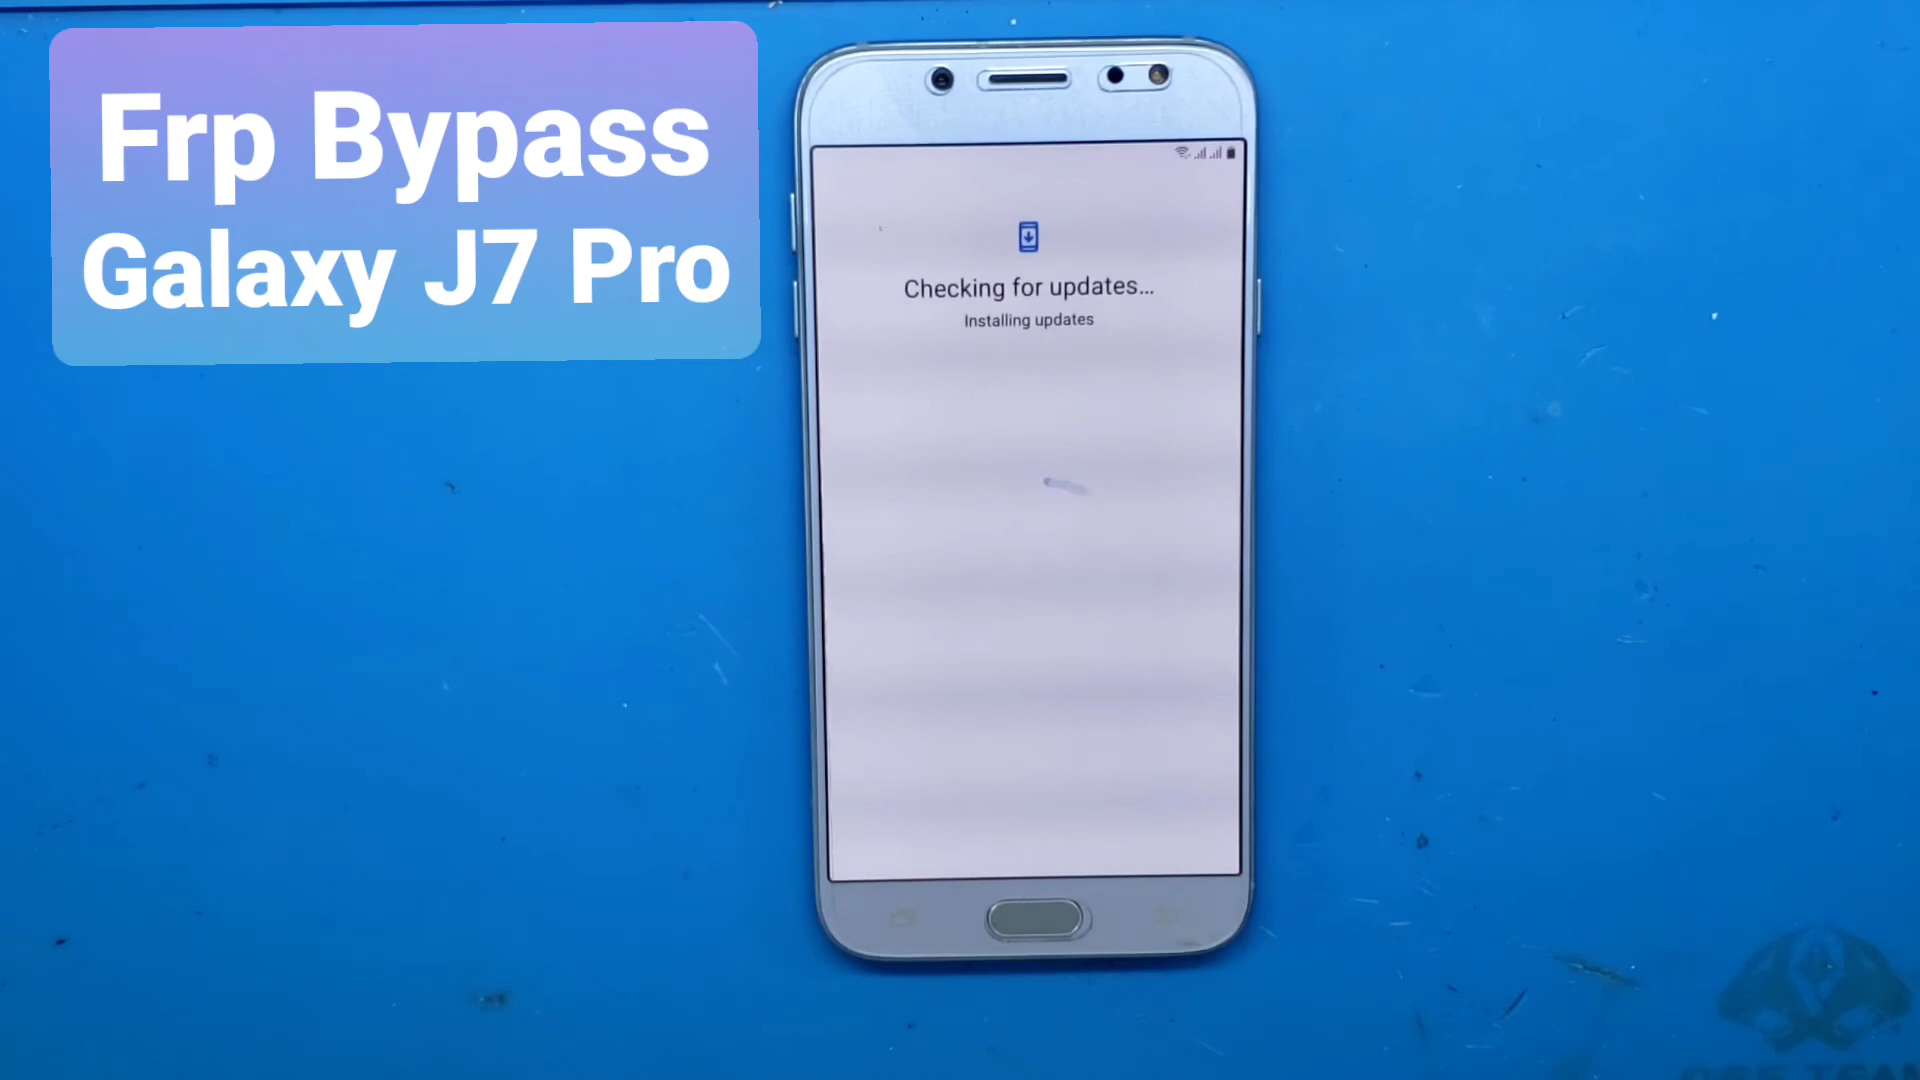 Frp Bypass
Galaxy J7 Pro
Checking for updates...
Installing updates